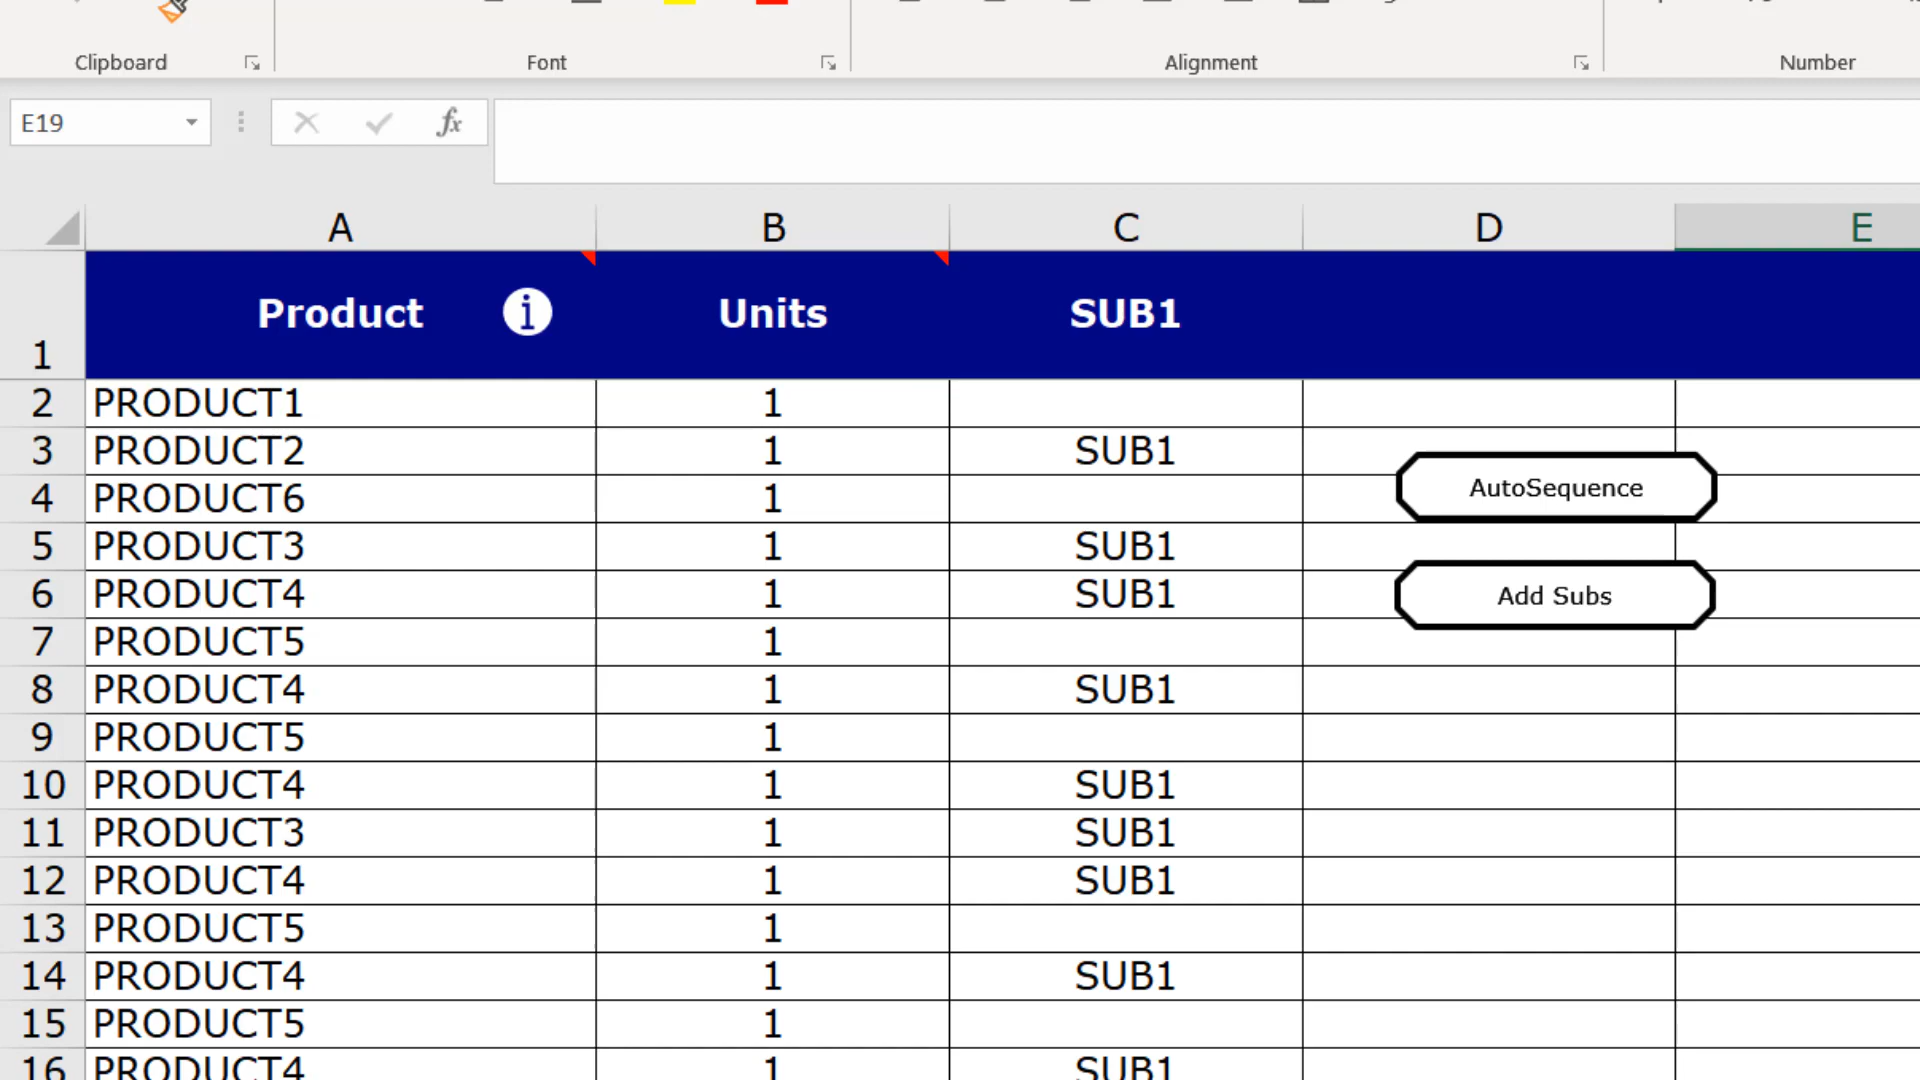 Clipboard Font Alignment Number
E19 fx
A B C D E
1 Product i Units SUB1
2 PRODUCT1 1
3 PRODUCT2 1 SUB1
AutoSequence
4 PRODUCT6 1
5 PRODUCT3 1 SUB1
6 PRODUCT4 1 SUB1 Add Subs
7 PRODUCT5 1
8 PRODUCT4 1 SUB1
9 PRODUCT5 1
10 PRODUCT4 1 SUB1
11 PRODUCT3 1 SUB1
12 PRODUCT4 1 SUB1
13 PRODUCT5 1
14 PRODUCT4 1 SUB1
15 PRODUCT5 1
16 PRODUCT4 1 SUB1